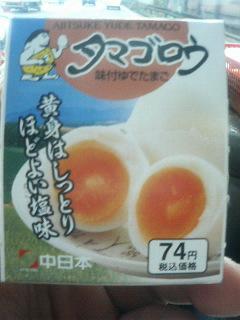 AJITSUKE YUDE TAMAGO
タマゴロウ
味付ゆでたまご
黄身はしっとり
ほどよい塩味
74円
税込価格
中日本